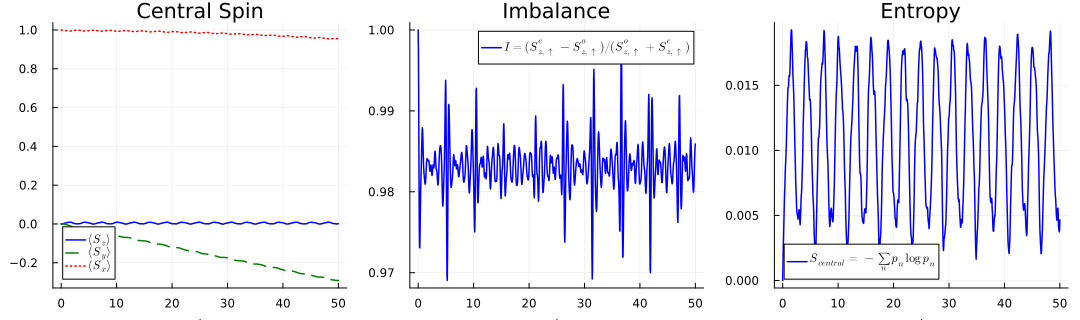 Central Spin
1.0
0.8
0.6
0.4
0.2
0.0
−0.2
⟨S_z⟩
⟨S_y⟩
⟨S_x⟩
0 10 20 30 40 50
Imbalance
1.00
0.99
0.98
0.97
I = (S^e_{z,↑} − S^o_{z,↑})/(S^o_{z,↑} + S^e_{z,↑})
0 10 20 30 40 50
Entropy
0.015
0.010
0.005
0.000
S_{central} = − ∑_n p_n log p_n
0 10 20 30 40 50